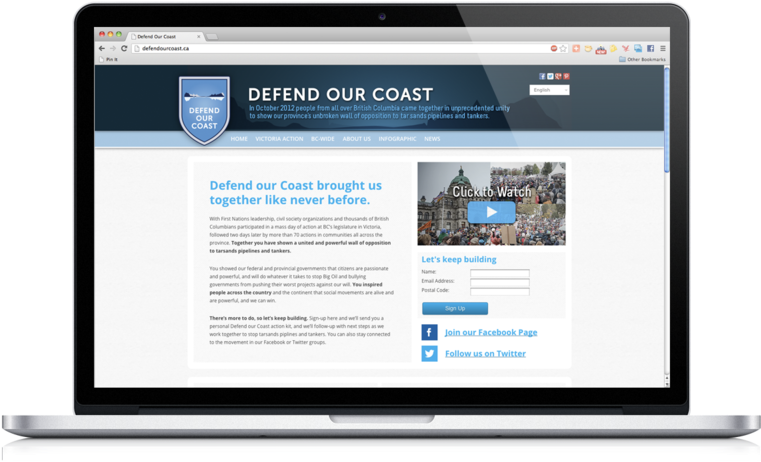 Defend Our Coast
defendourcoast.ca
Pin It
Other Bookmarks
DEFEND OUR COAST
DEFEND OUR COAST
In October 2012 people from all over British Columbia came together in unprecedented unity
to show our province's unbroken wall of opposition to tarsands pipelines and tankers.
English
HOME VICTORIA ACTION BC-WIDE ABOUT US INFOGRAPHIC NEWS
Defend our Coast brought us
together like never before.
With First Nations leadership, civil society organizations and thousands of British
Columbians participated in a mass day of action at BC's legislature in Victoria,
followed two days later by more than 70 actions in communities all across the
province. Together you have shown a united and powerful wall of opposition
to tarsands pipelines and tankers.
You showed our federal and provincial governments that citizens are passionate
and powerful, and will do whatever it takes to stop Big Oil and bullying
governments from pushing their worst projects against our will. You inspired
people across the country and the continent that social movements are alive and
are powerful, and we can win.
There's more to do, so let's keep building. Sign-up here and we'll send you a
personal Defend our Coast action kit, and we'll follow-up with next steps as we
work together to stop tarsands piplines and tankers. You can also stay connected
to the movement in our Facebook or Twitter groups.
Click to Watch
Let's keep building
Name:
Email Address:
Postal Code:
Sign Up
Join our Facebook Page
Follow us on Twitter